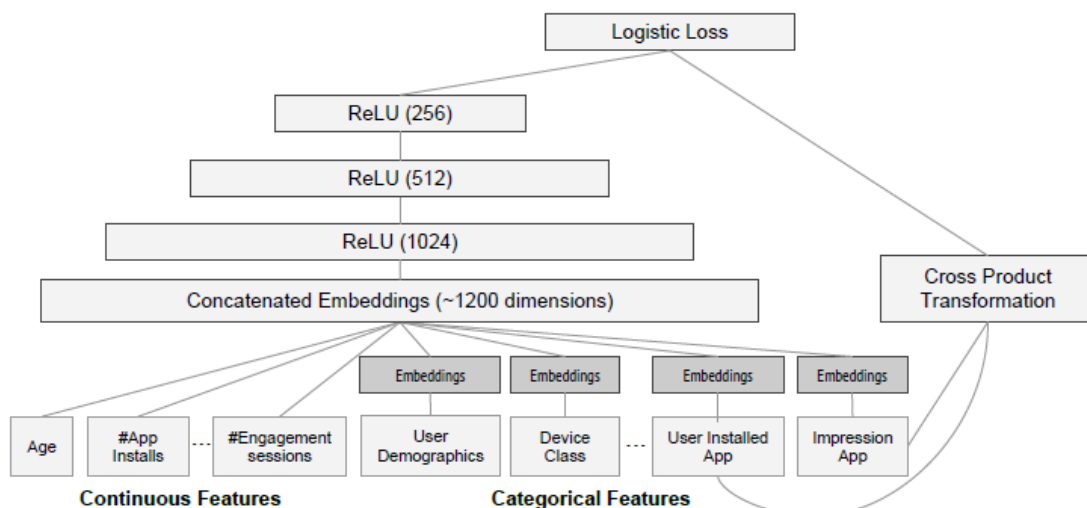 Logistic Loss
ReLU (256)
ReLU (512)
ReLU (1024)
Concatenated Embeddings (~1200 dimensions)
Cross Product
Transformation
Embeddings
Embeddings
Embeddings
Embeddings
Age
#App
Installs
...
#Engagement
sessions
User
Demographics
Device
Class
...
User Installed
App
Impression
App
Continuous Features
Categorical Features